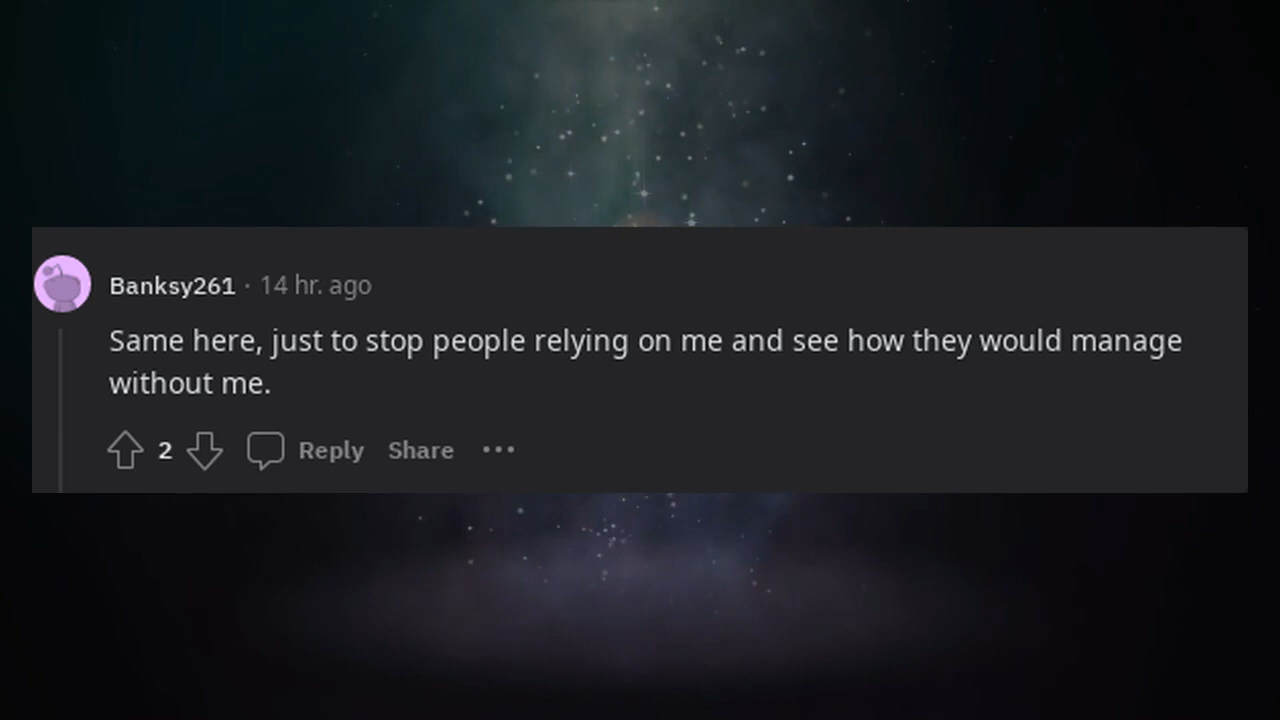 Banksy261 · 14 hr. ago
Same here, just to stop people relying on me and see how they would manage
without me.
2 Reply Share •••